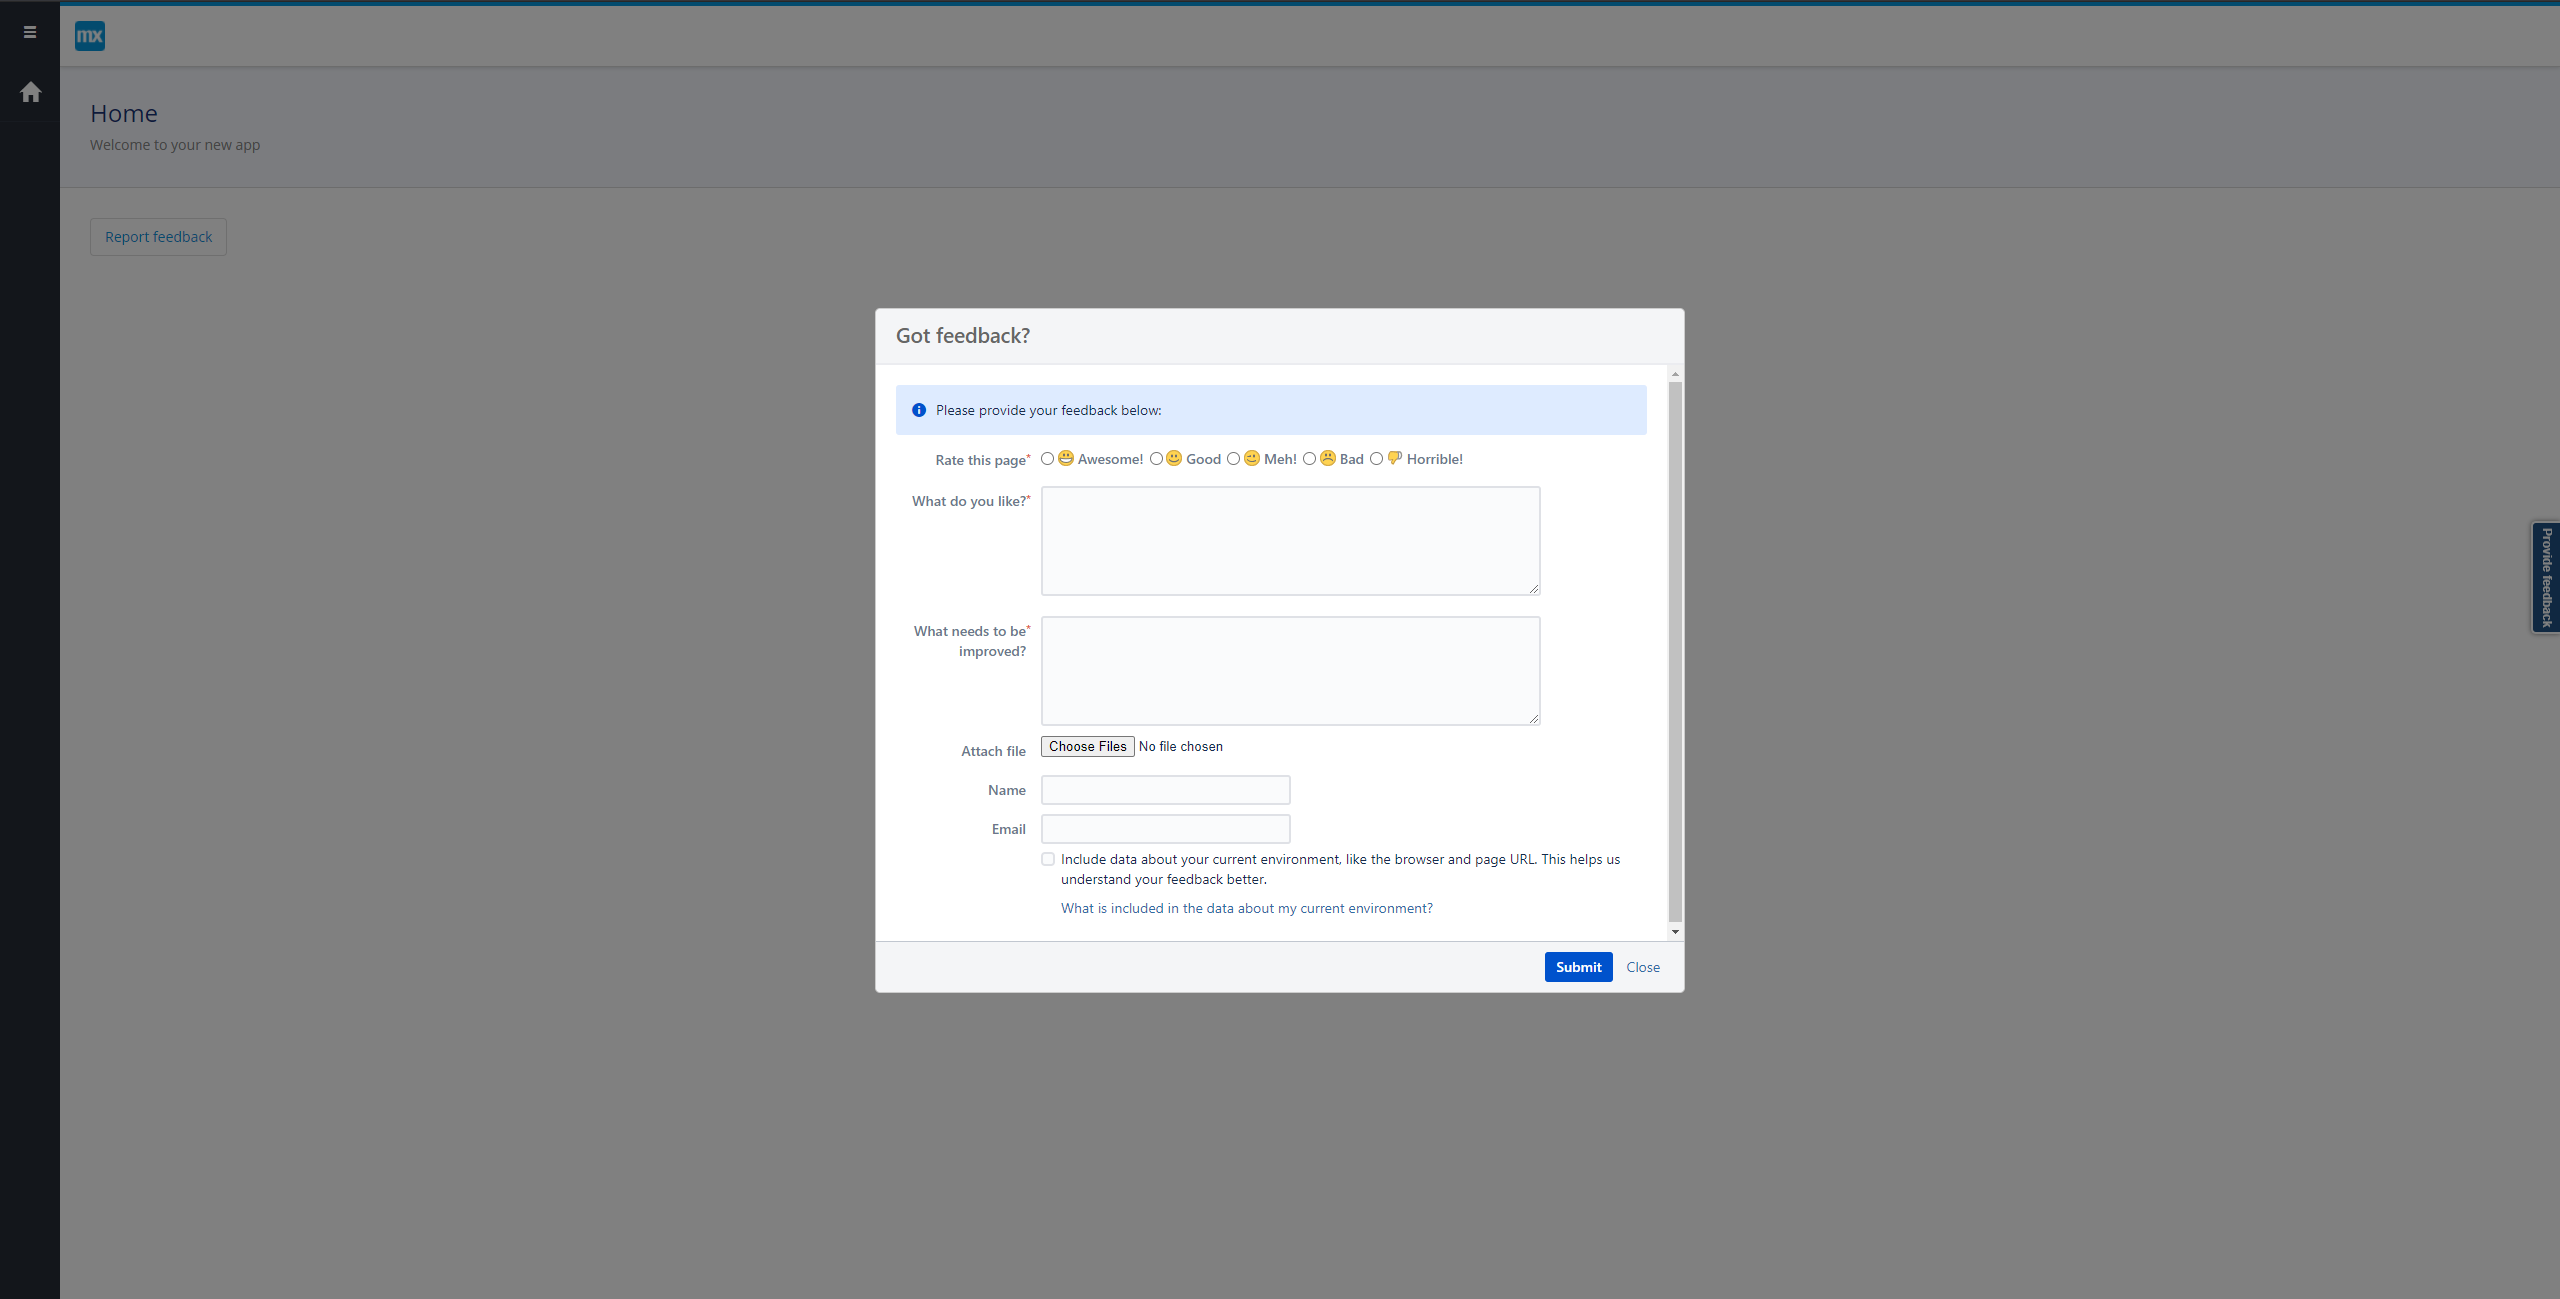 mx
Home
Welcome to your new app
Report feedback
Got feedback?
Please provide your feedback below:
Rate this page* Awesome! Good Meh! Bad Horrible!
What do you like?*
What needs to be*
improved?
Attach file Choose Files No file chosen
Name
Email
Include data about your current environment, like the browser and page URL. This helps us
understand your feedback better.
What is included in the data about my current environment?
Submit Close
Provide feedback